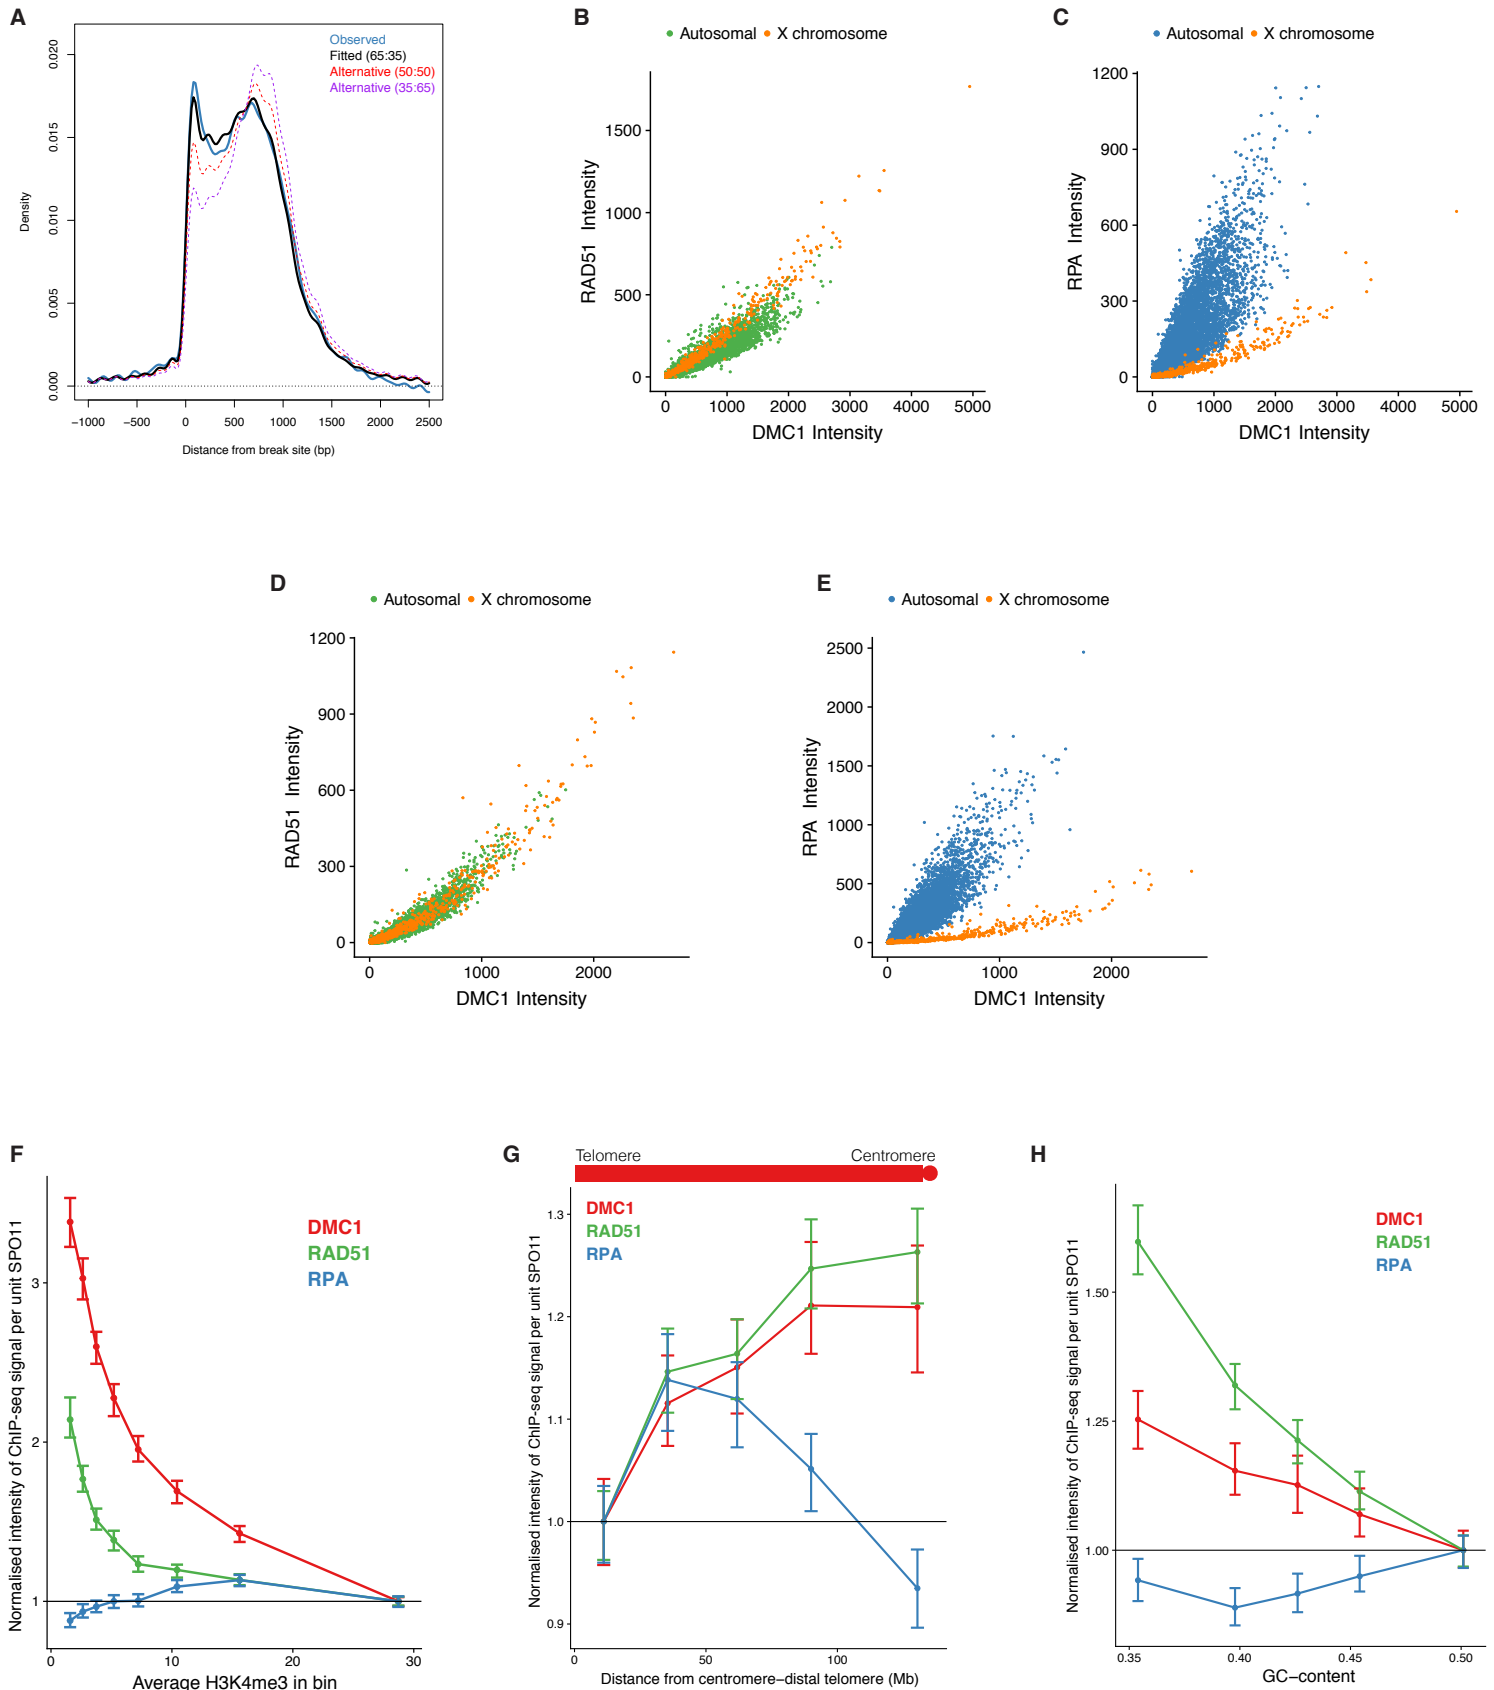 A
Observed
Fitted (65:35)
Alternative (50:50)
Alternative (35:65)
Density
0.000
0.005
0.010
0.015
0.020
−1000 −500 0 500 1000 1500 2000 2500
Distance from break site (bp)
B
Autosomal X chromosome
RAD51 Intensity
1500
1000
500
0
0 1000 2000 3000 4000 5000
DMC1 Intensity
C
Autosomal X chromosome
RPA Intensity
1200
900
600
300
0
0 1000 2000 3000 4000 5000
DMC1 Intensity
D
Autosomal X chromosome
RAD51 Intensity
1200
900
600
300
0
0 1000 2000
DMC1 Intensity
E
Autosomal X chromosome
RPA Intensity
2500
2000
1500
1000
500
0
0 1000 2000
DMC1 Intensity
F
DMC1
RAD51
RPA
Normalised intensity of ChIP−seq signal per unit SPO11
3
2
1
0 10 20 30
Average H3K4me3 in bin
G
Telomere Centromere
DMC1
RAD51
RPA
Normalised intensity of ChIP−seq signal per unit SPO11
1.3
1.2
1.1
1.0
0.9
0 50 100
Distance from centromere−distal telomere (Mb)
H
DMC1
RAD51
RPA
Normalised intensity of ChIP−seq signal per unit SPO11
1.50
1.25
1.00
0.35 0.40 0.45 0.50
GC−content